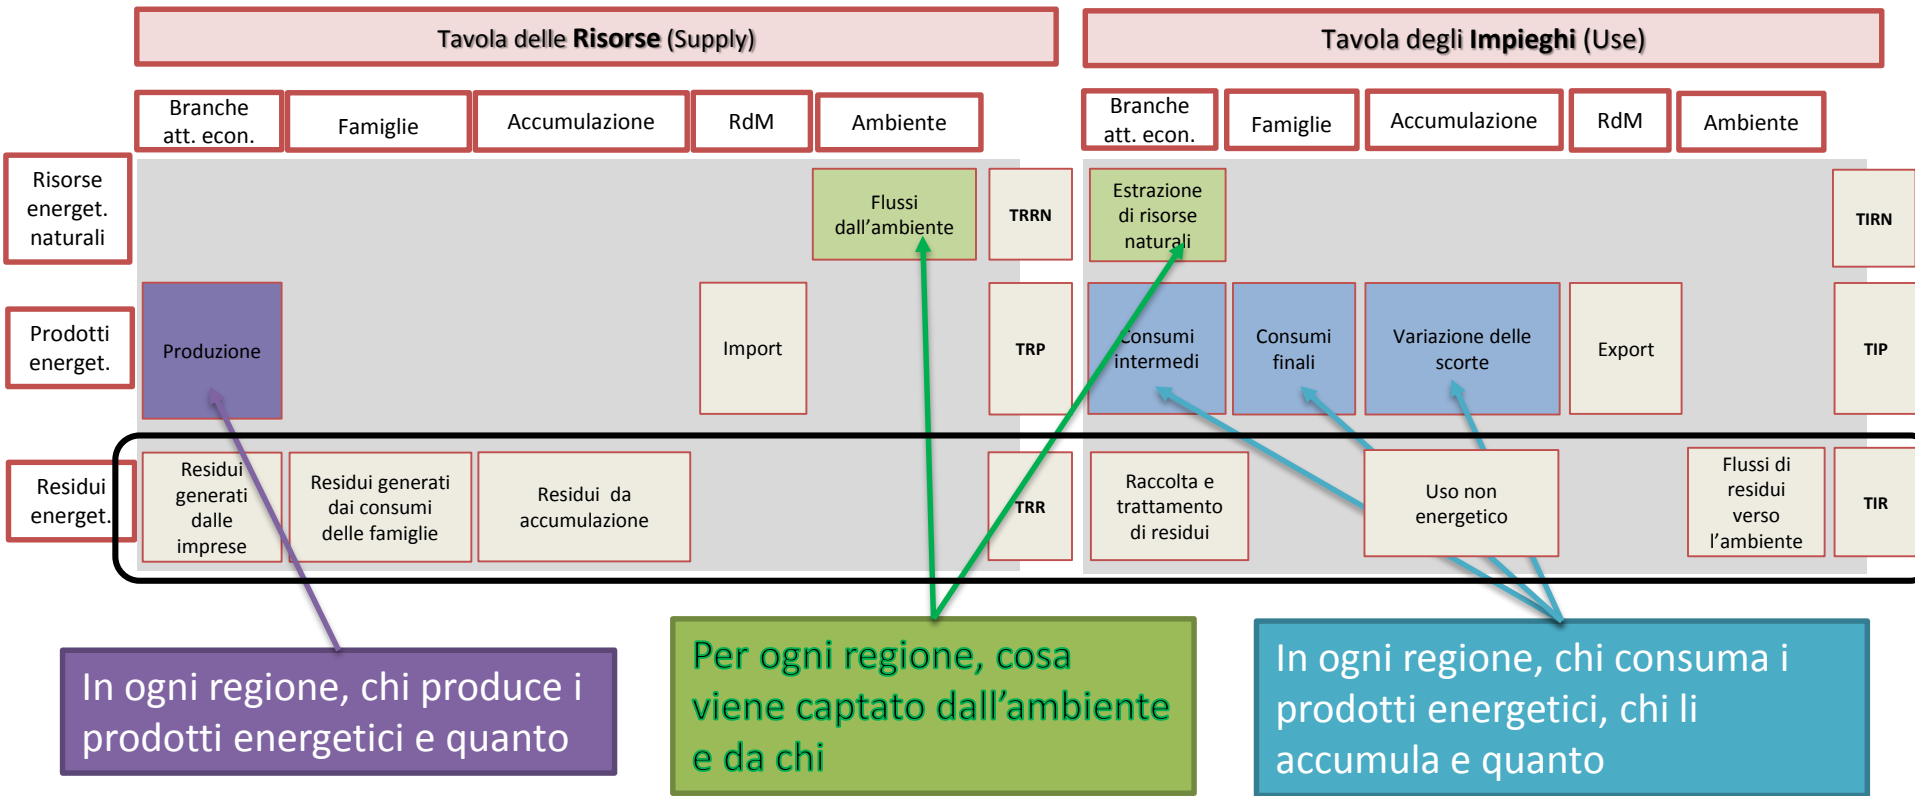 Tavola delle Risorse (Supply)
Tavola degli Impieghi (Use)
Branche
att. econ.
Famiglie
Accumulazione
RdM
Ambiente
Branche
att. econ.
Famiglie
Accumulazione
RdM
Ambiente
Risorse
energet.
naturali
Flussi
dall'ambiente
TRRN
Estrazione
di risorse
naturali
TIRN
Prodotti
energet.
Produzione
Import
TRP
Consumi
intermedi
Consumi
finali
Variazione delle
scorte
Export
TIP
Residui
energet.
Residui
generati
dalle
imprese
Residui generati
dai consumi
delle famiglie
Residui da
accumulazione
TRR
Raccolta e
trattamento
di residui
Uso non
energetico
Flussi di
residui
verso
l'ambiente
TIR
In ogni regione, chi produce i
prodotti energetici e quanto
Per ogni regione, cosa
viene captato dall'ambiente
e da chi
In ogni regione, chi consuma i
prodotti energetici, chi li
accumula e quanto